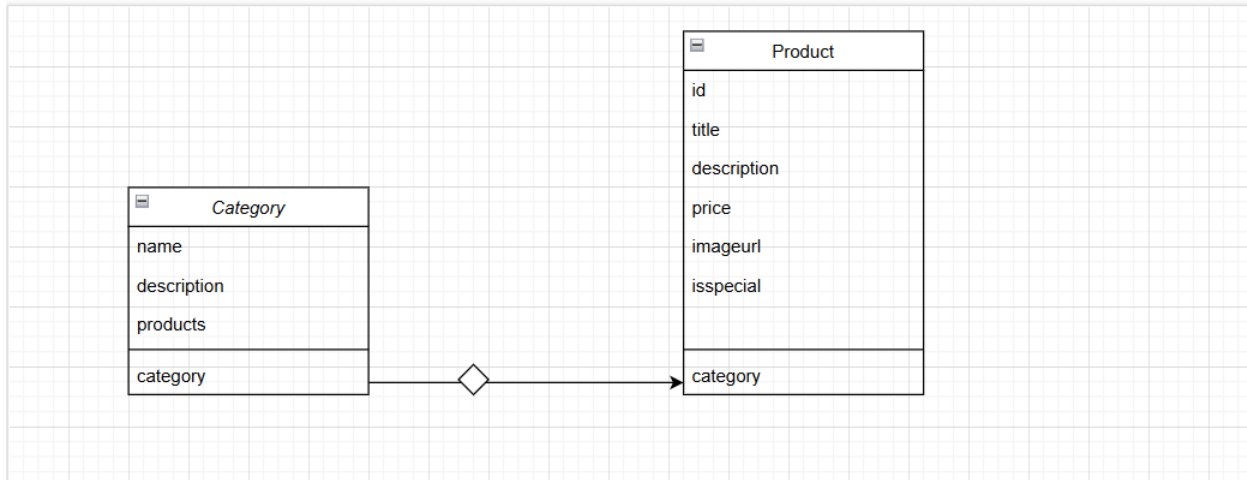 Category
name
description
products
category
Product
id
title
description
price
imageurl
isspecial
category